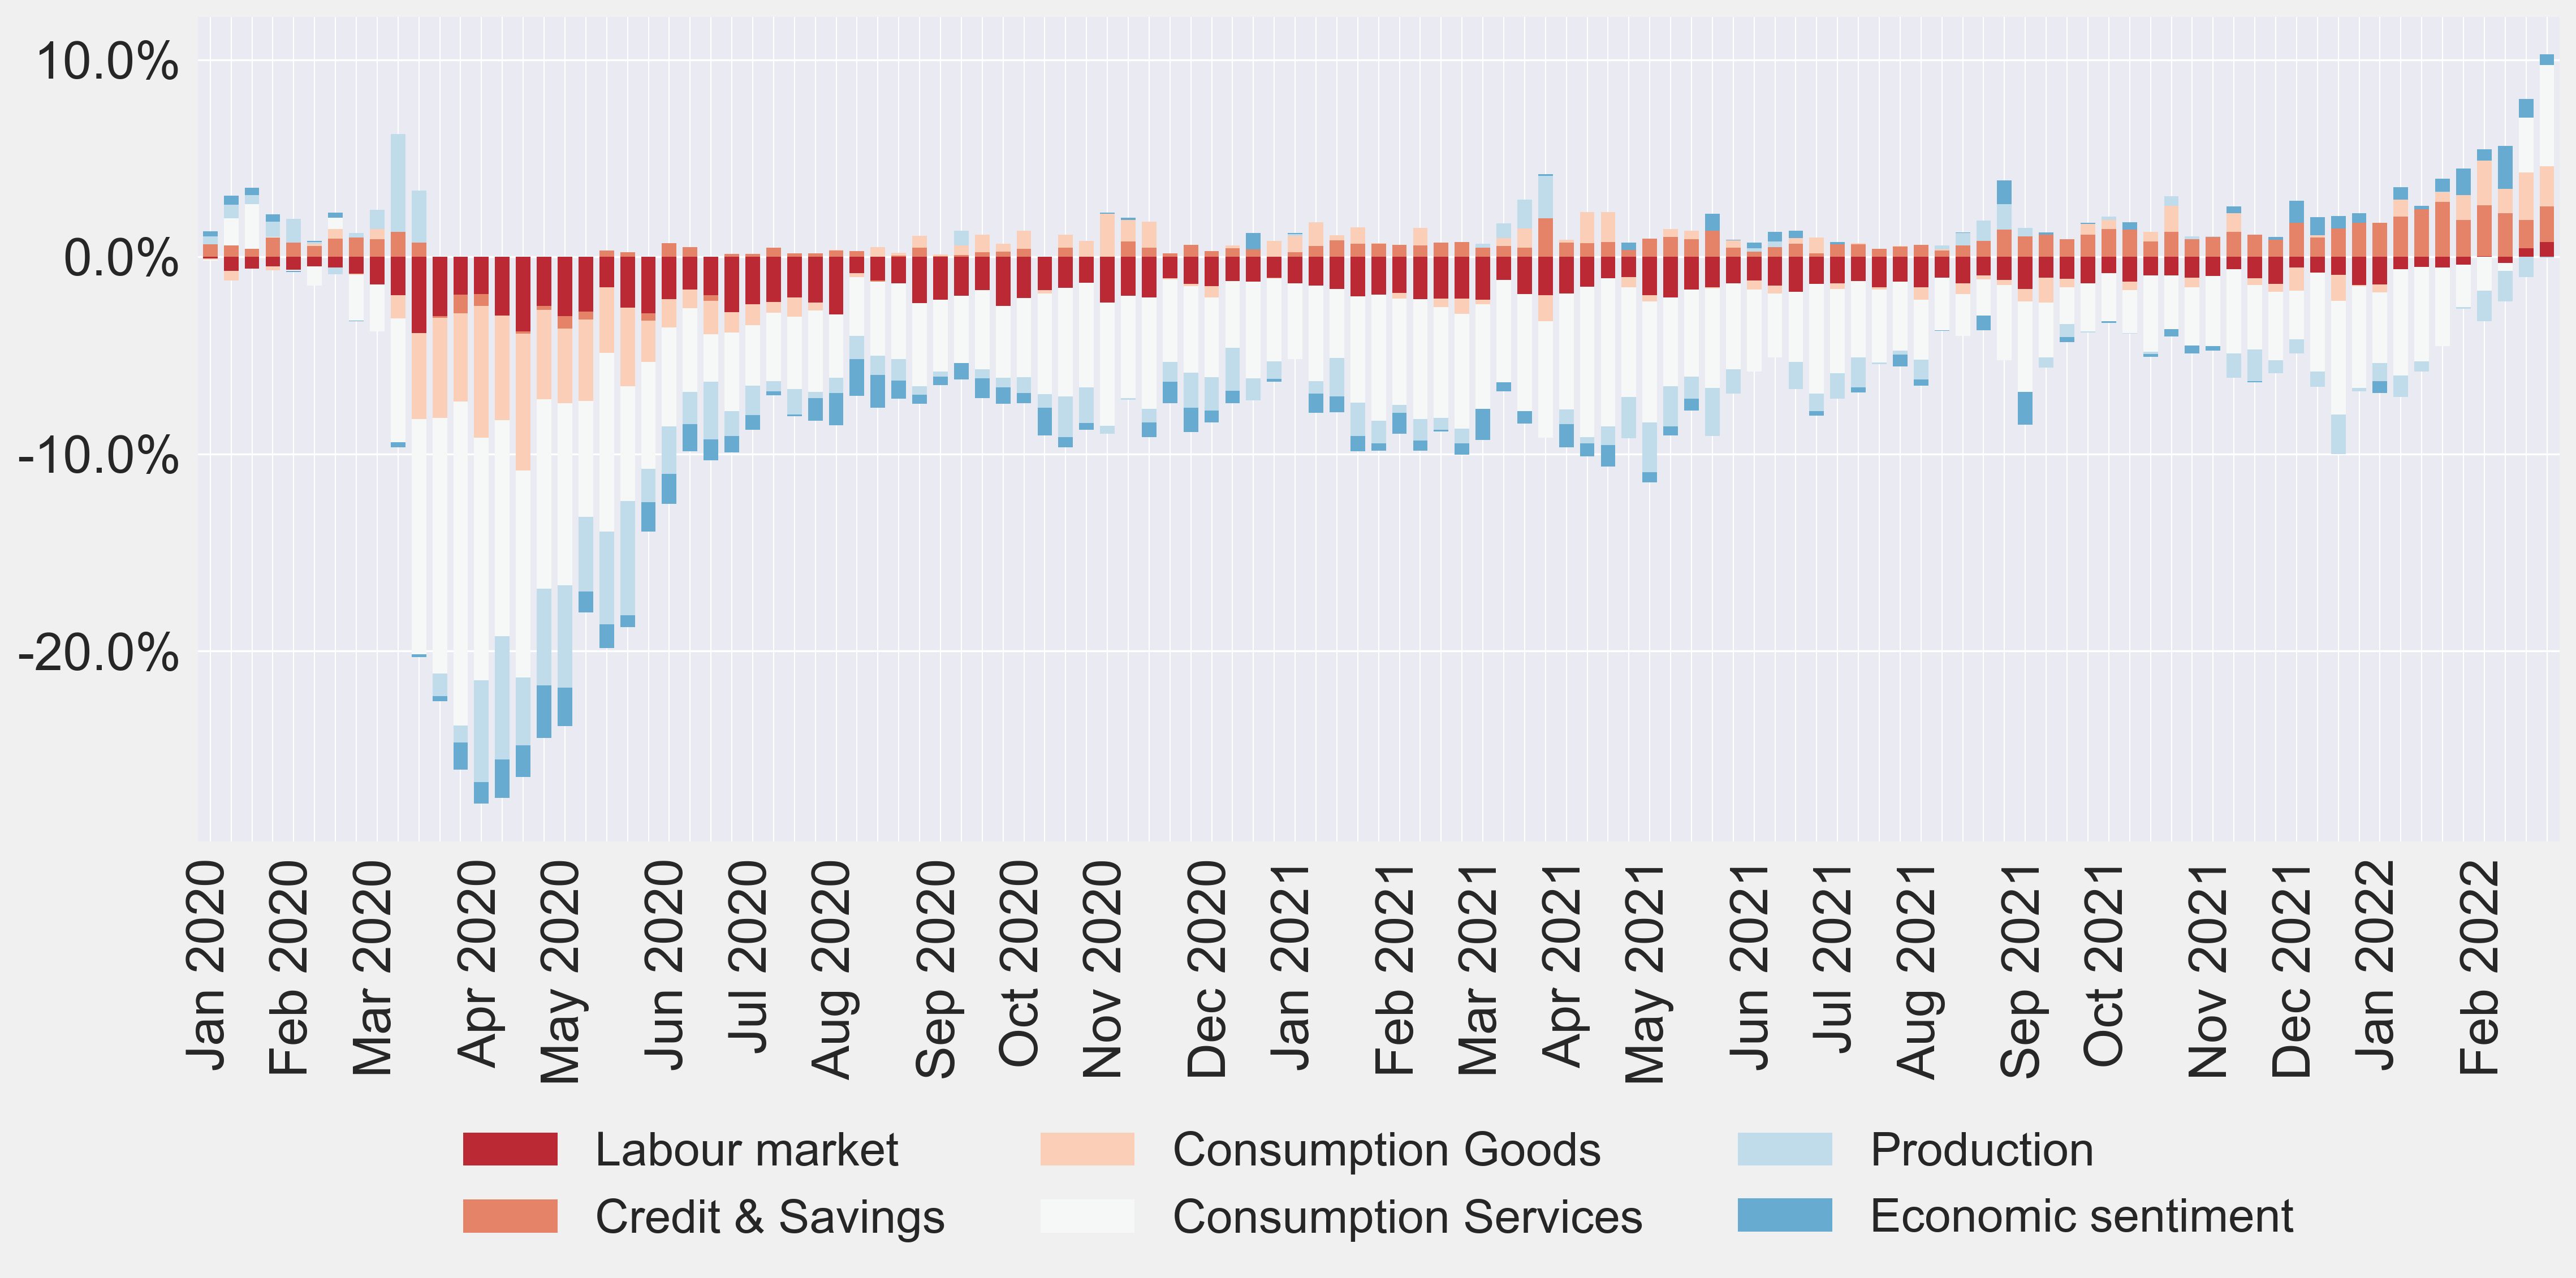 10.0%
0.0%
-10.0%
-20.0%
Jan 2020
Feb 2020
Mar 2020
Apr 2020
May 2020
Jun 2020
Jul 2020
Aug 2020
Sep 2020
Oct 2020
Nov 2020
Dec 2020
Jan 2021
Feb 2021
Mar 2021
Apr 2021
May 2021
Jun 2021
Jul 2021
Aug 2021
Sep 2021
Oct 2021
Nov 2021
Dec 2021
Jan 2022
Feb 2022
Labour market
Credit & Savings
Consumption Goods
Consumption Services
Production
Economic sentiment